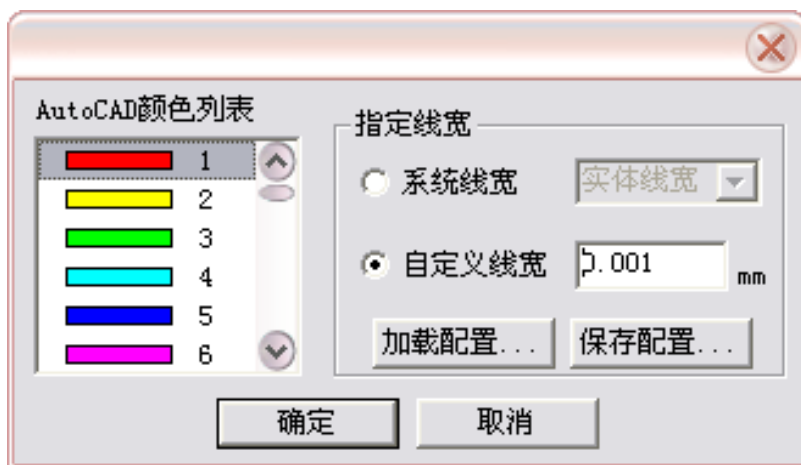 AutoCAD颜色列表
1
2
3
4
5
6
指定线宽
系统线宽 实体线宽
自定义线宽 0.001 mm
加载配置... 保存配置...
确定 取消